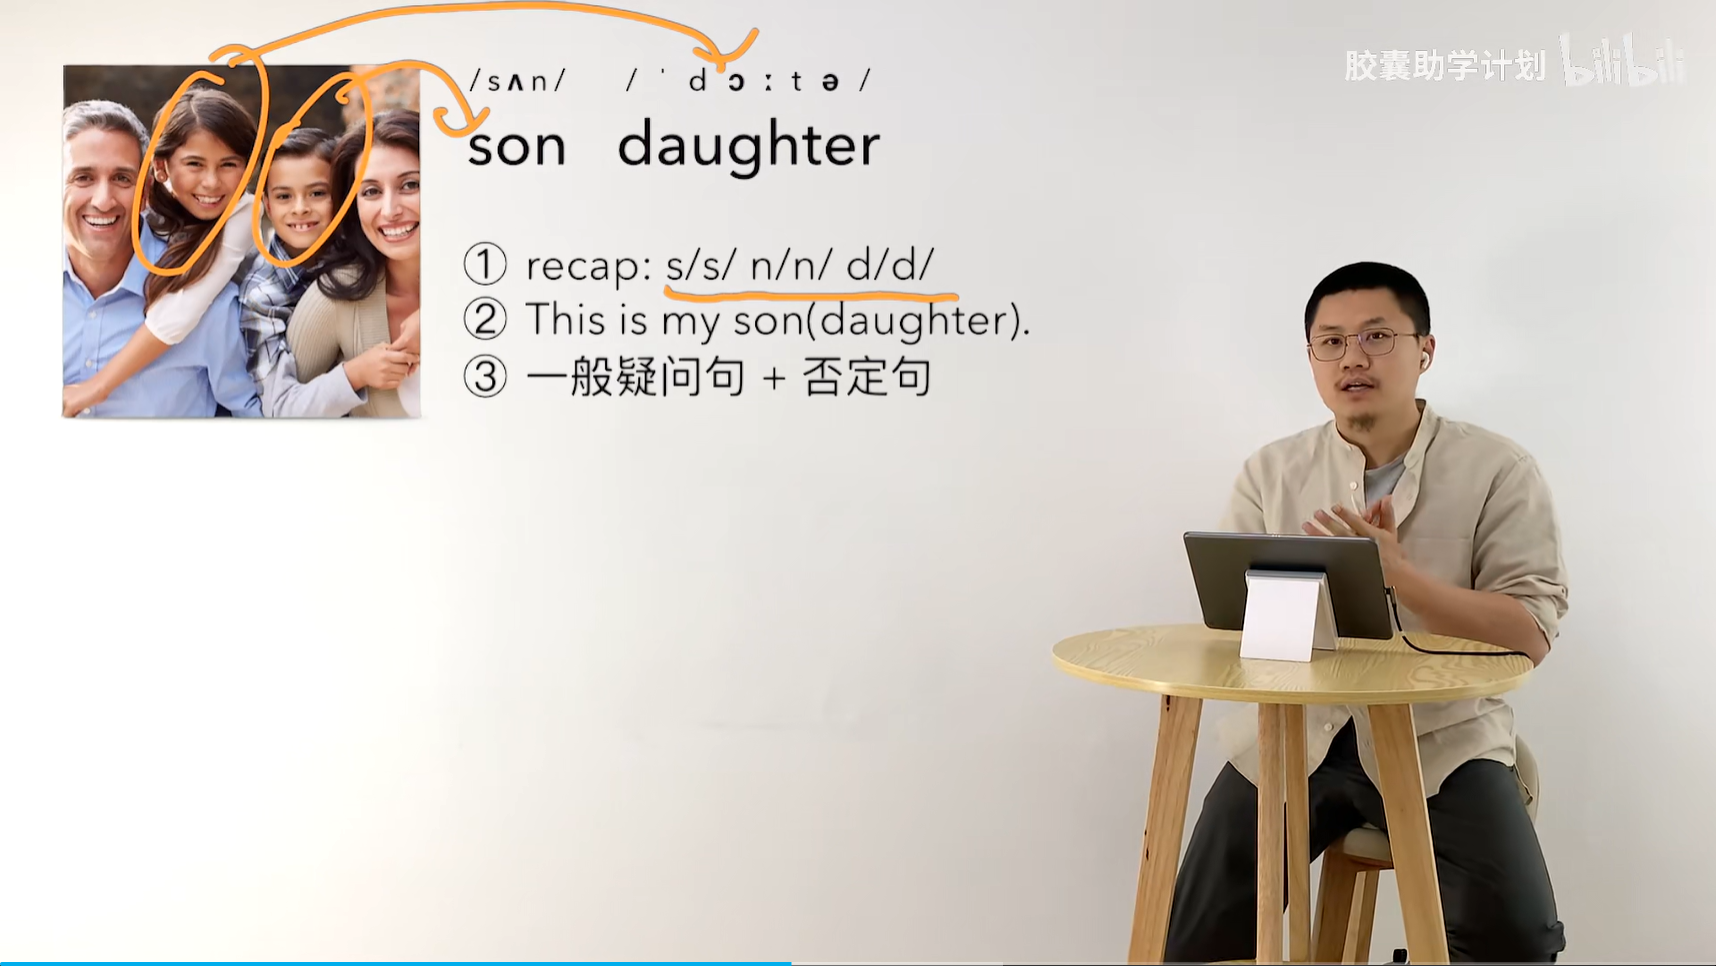 胶囊助学计划 bilibili
/sʌn/ /ˈdɔːtə/
son daughter
① recap: s/s/ n/n/ d/d/
② This is my son(daughter).
③ 一般疑问句 + 否定句